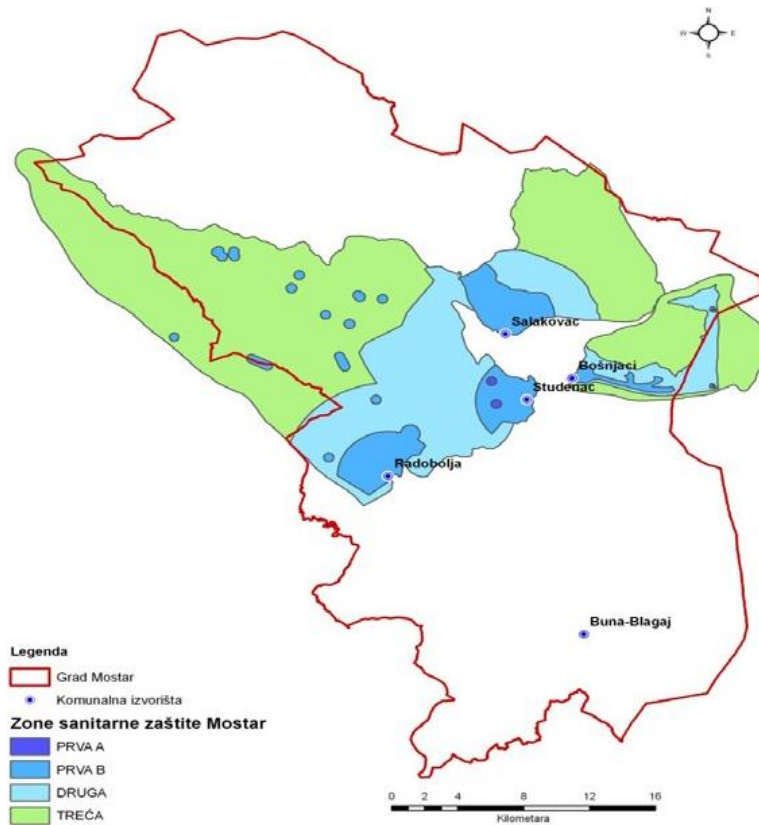 N
W E
S
Salakovac
Bošnjaci
Studenac
Radobolja
Buna-Blagaj
Legenda
Grad Mostar
Komunalna izvorišta
Zone sanitarne zaštite Mostar
PRVA A
PRVA B
DRUGA
TREĆA
0 2 4 8 12 16
Kilometara